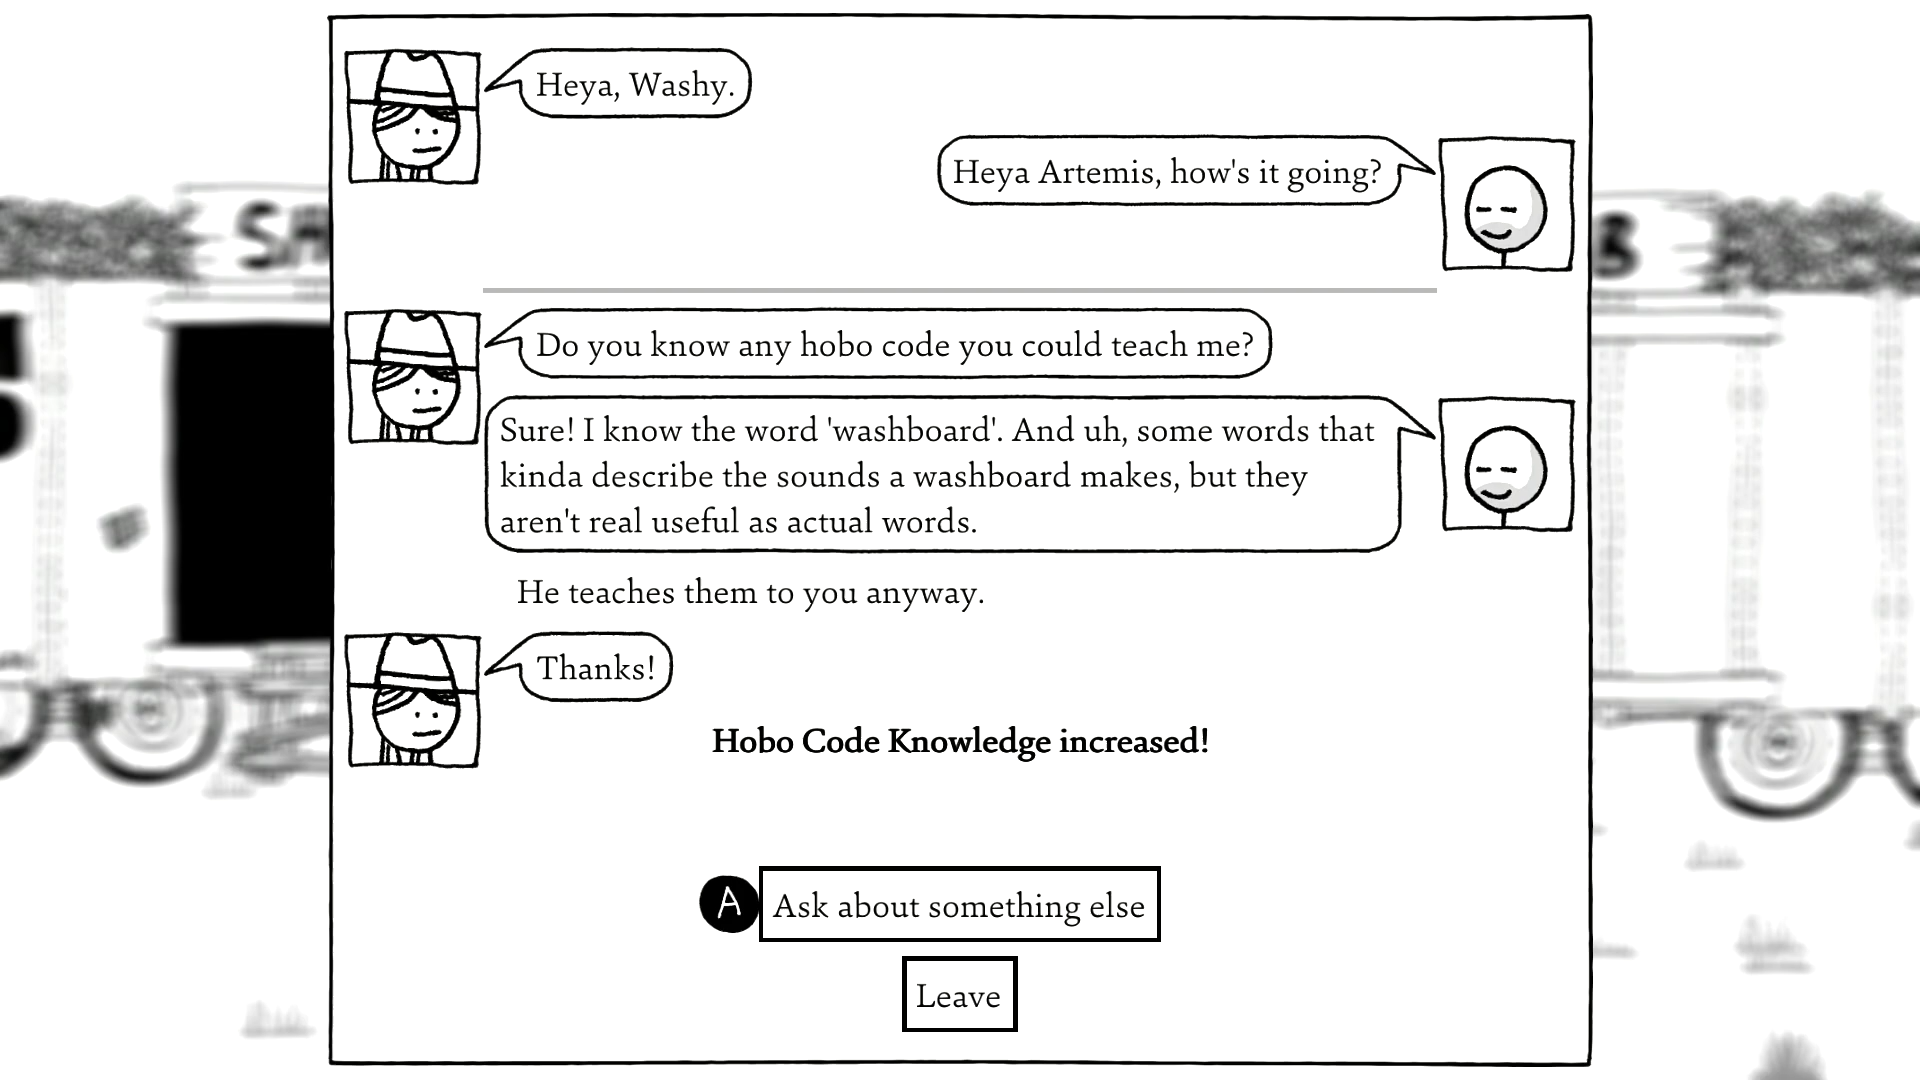 Heya, Washy.
Heya Artemis, how's it going?
Do you know any hobo code you could teach me?
Sure! I know the word 'washboard'. And uh, some words that
kinda describe the sounds a washboard makes, but they
aren't real useful as actual words.
He teaches them to you anyway.
Thanks!
Hobo Code Knowledge increased!
A Ask about something else
Leave